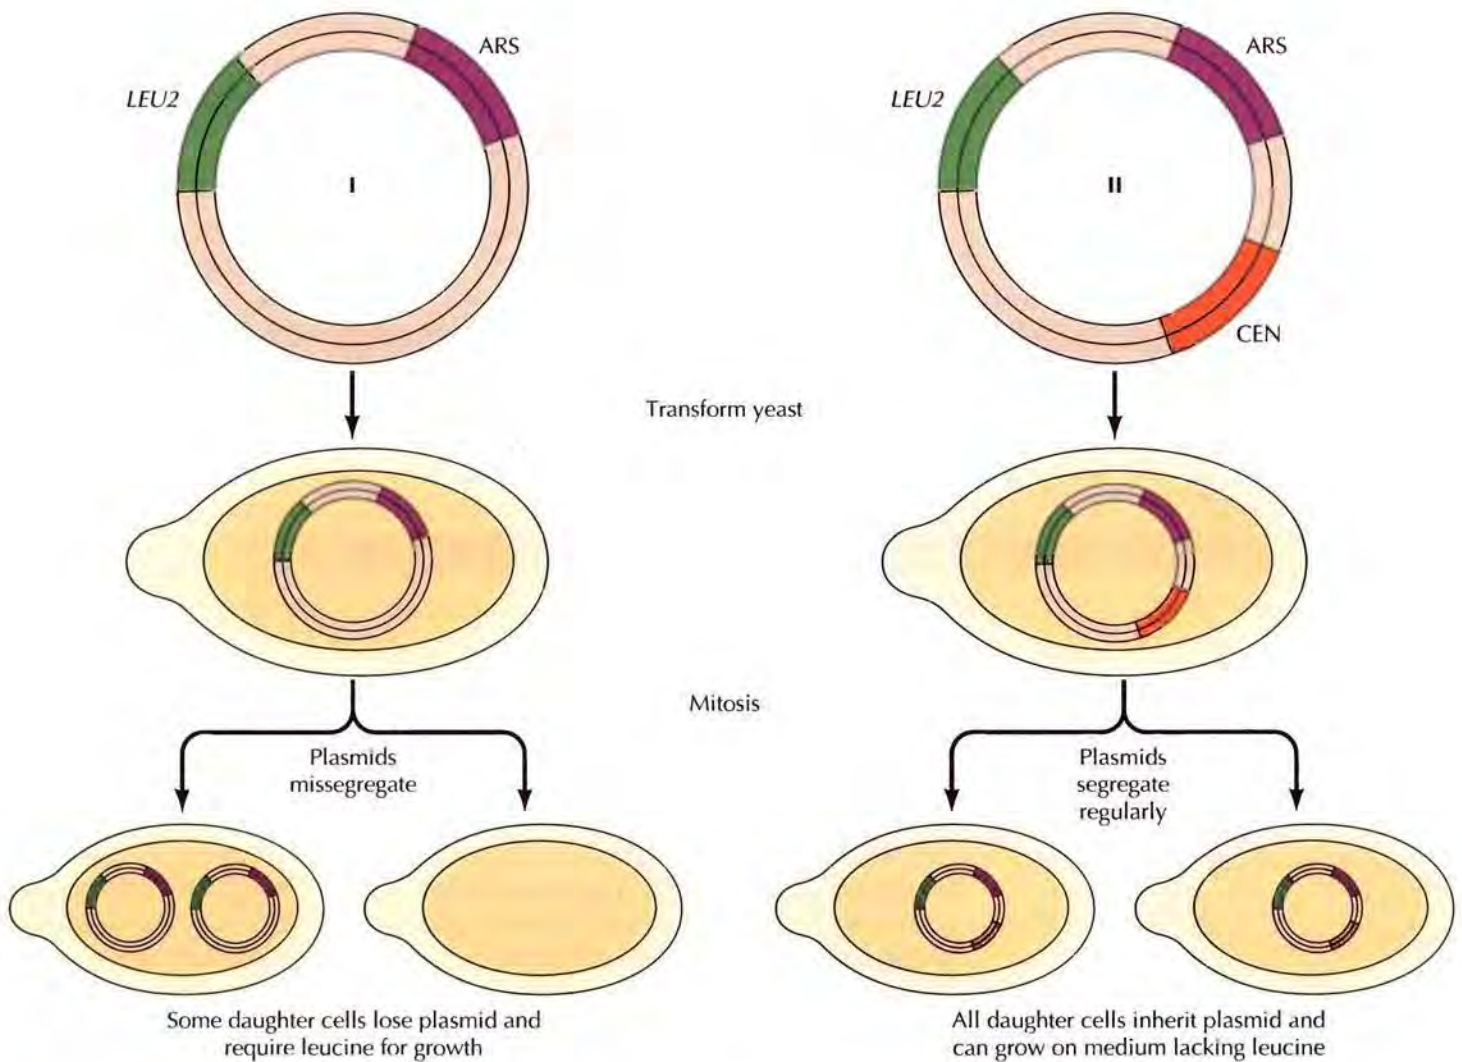 ARS
LEU2
I
ARS
LEU2
II
CEN
Transform yeast
Mitosis
Plasmids
missegregate
Plasmids
segregate
regularly
Some daughter cells lose plasmid and
require leucine for growth
All daughter cells inherit plasmid and
can grow on medium lacking leucine